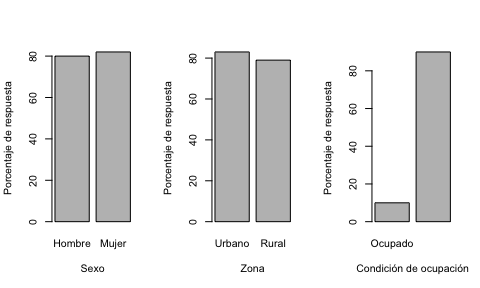 Porcentaje de respuesta
80
60
40
20
0
Hombre Mujer
Sexo
Porcentaje de respuesta
80
60
40
20
0
Urbano Rural
Zona
Porcentaje de respuesta
80
60
40
20
0
Ocupado
Condición de ocupación